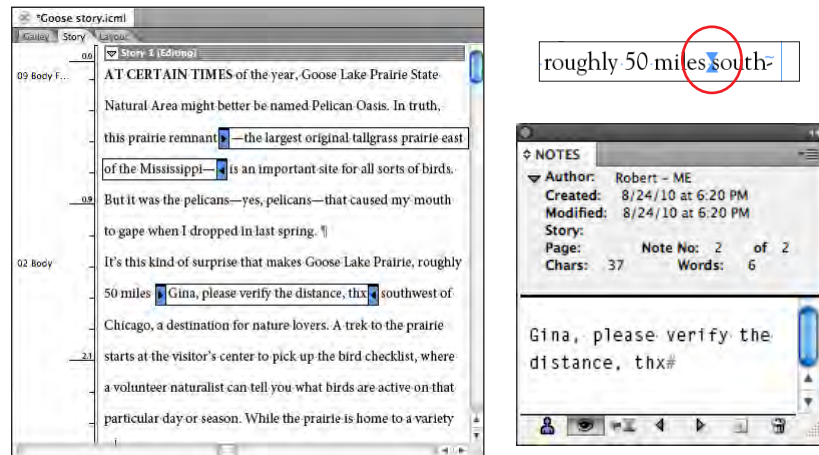 *Goose story.icml
Galley Story Layout
0.0
Story 1 [Editing]
09 Body F...
AT CERTAIN TIMES of the year, Goose Lake Prairie State
Natural Area might better be named Pelican Oasis. In truth,
this prairie remnant —the largest original tallgrass prairie east
of the Mississippi— is an important site for all sorts of birds.
0.9
But it was the pelicans—yes, pelicans—that caused my mouth
to gape when I dropped in last spring. ¶
02 Body
It's this kind of surprise that makes Goose Lake Prairie, roughly
50 miles Gina, please verify the distance, thx southwest of
Chicago, a destination for nature lovers. A trek to the prairie
2.1
starts at the visitor's center to pick up the bird checklist, where
a volunteer naturalist can tell you what birds are active on that
particular day or season. While the prairie is home to a variety
roughly 50 miles south-
NOTES
Author: Robert – ME
Created: 8/24/10 at 6:20 PM
Modified: 8/24/10 at 6:20 PM
Story:
Page: Note No: 2 of 2
Chars: 37 Words: 6
Gina, please verify the
distance, thx#